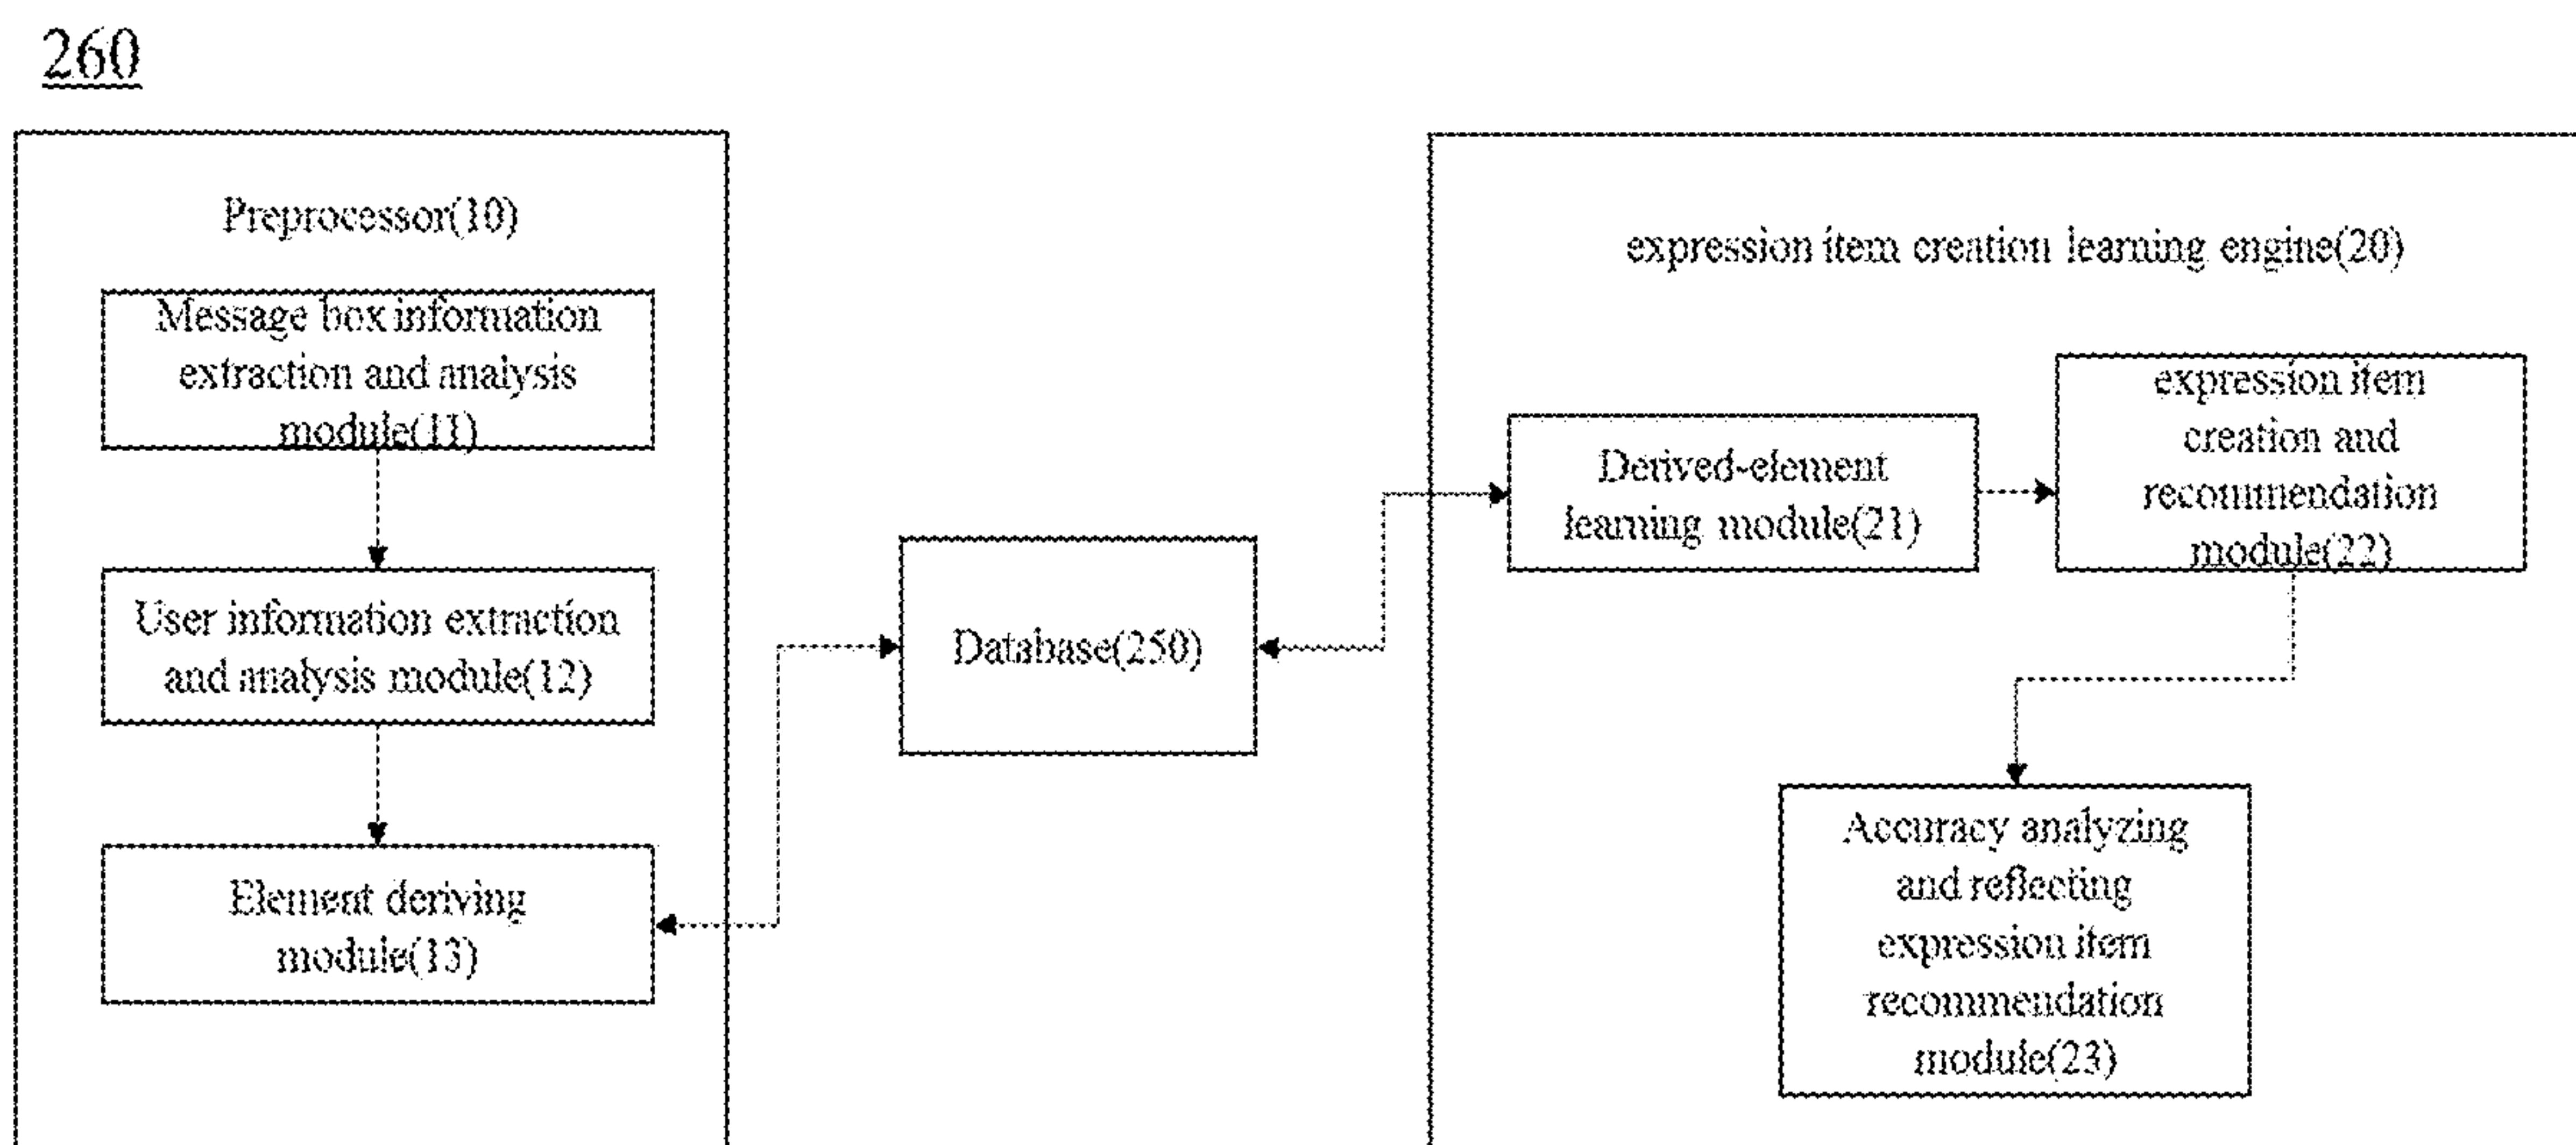 260
Preprocessor(10)
Message box information
extraction and analysis
module(11)
User information extraction
and analysis module(12)
Element deriving
module(13)
Database(250)
expression item creation learning engine(20)
Derived-element
learning module(21)
expression item
creation and
recommendation
module(22)
Accuracy analyzing
and reflecting
expression item
recommendation
module(23)